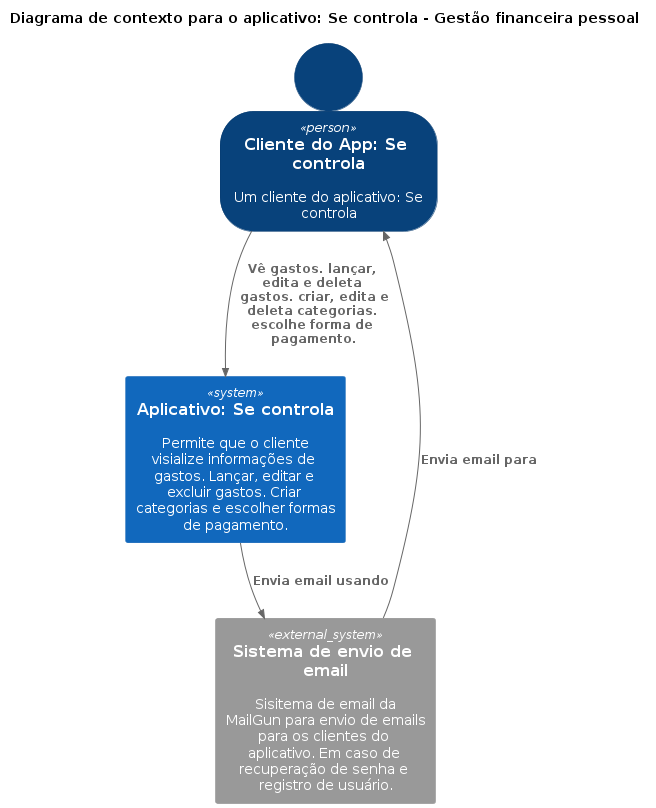 Diagrama de contexto para o aplicativo: Se controla - Gestão financeira pessoal
«person»
Cliente do App: Se
controla
Um cliente do aplicativo: Se
controla
Vê gastos. lançar,
edita e deleta
gastos. criar, edita e
deleta categorias.
escolhe forma de
pagamento.
«system»
Aplicativo: Se controla
Permite que o cliente
visialize informações de
gastos. Lançar, editar e
excluir gastos. Criar
categorias e escolher formas
de pagamento.
Envia email para
Envia email usando
«external_system»
Sistema de envio de
email
Sisitema de email da
MailGun para envio de emails
para os clientes do
aplicativo. Em caso de
recuperação de senha e
registro de usuário.